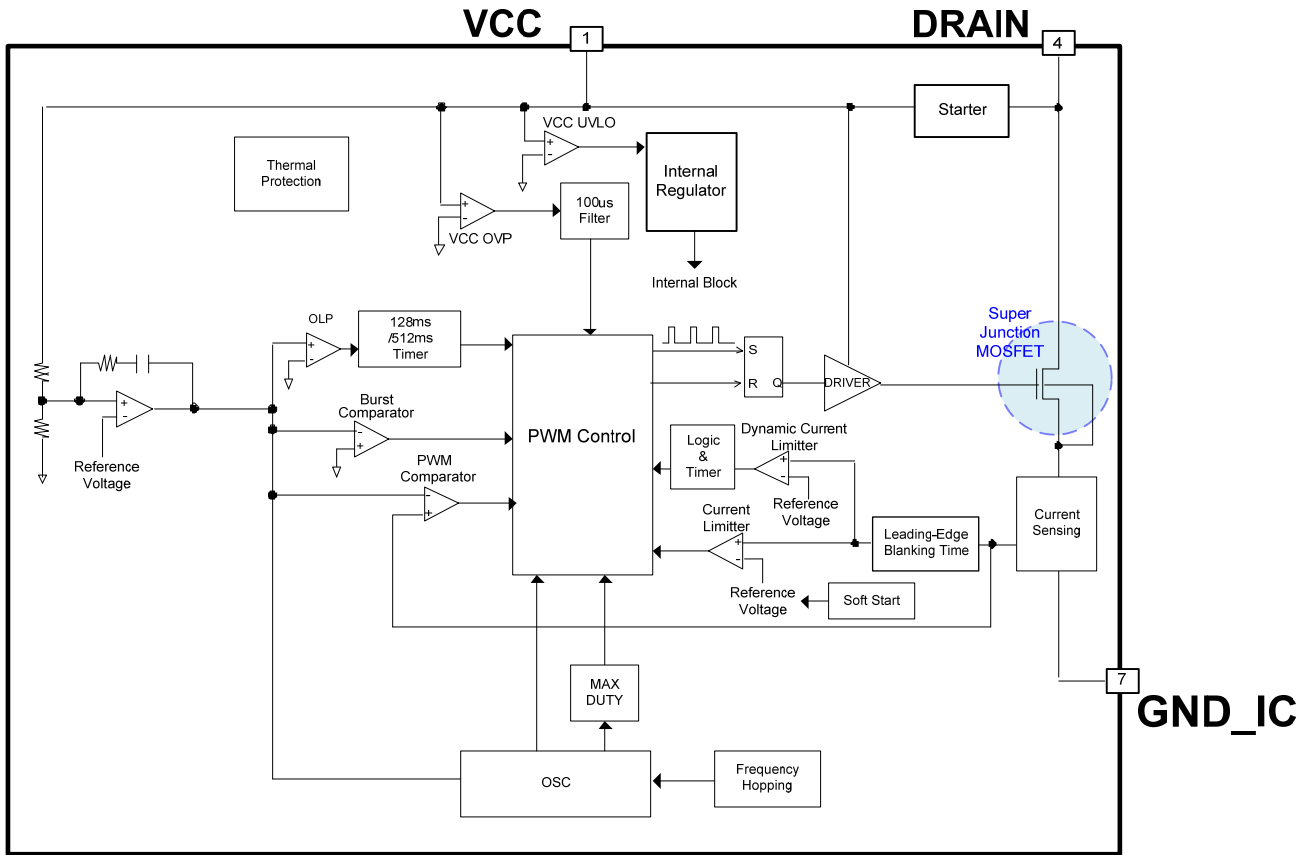 VCC
DRAIN
1
4
Starter
VCC UVLO
+
-
Thermal
Protection
Internal
Regulator
100us
Filter
+
-
VCC OVP
Internal Block
OLP
+
-
128ms
/512ms
Timer
Super
Junction
MOSFET
S
R Q
DRIVER
Burst
Comparator
-
+
+
-
Reference
Voltage
PWM Control
PWM
Comparator
-
+
Logic
&
Timer
Dynamic Current
Limitter
+
-
Reference
Voltage
Current
Limitter
+
-
Leading-Edge
Blanking Time
Current
Sensing
Reference
Voltage
Soft Start
7
GND_IC
MAX
DUTY
OSC
Frequency
Hopping